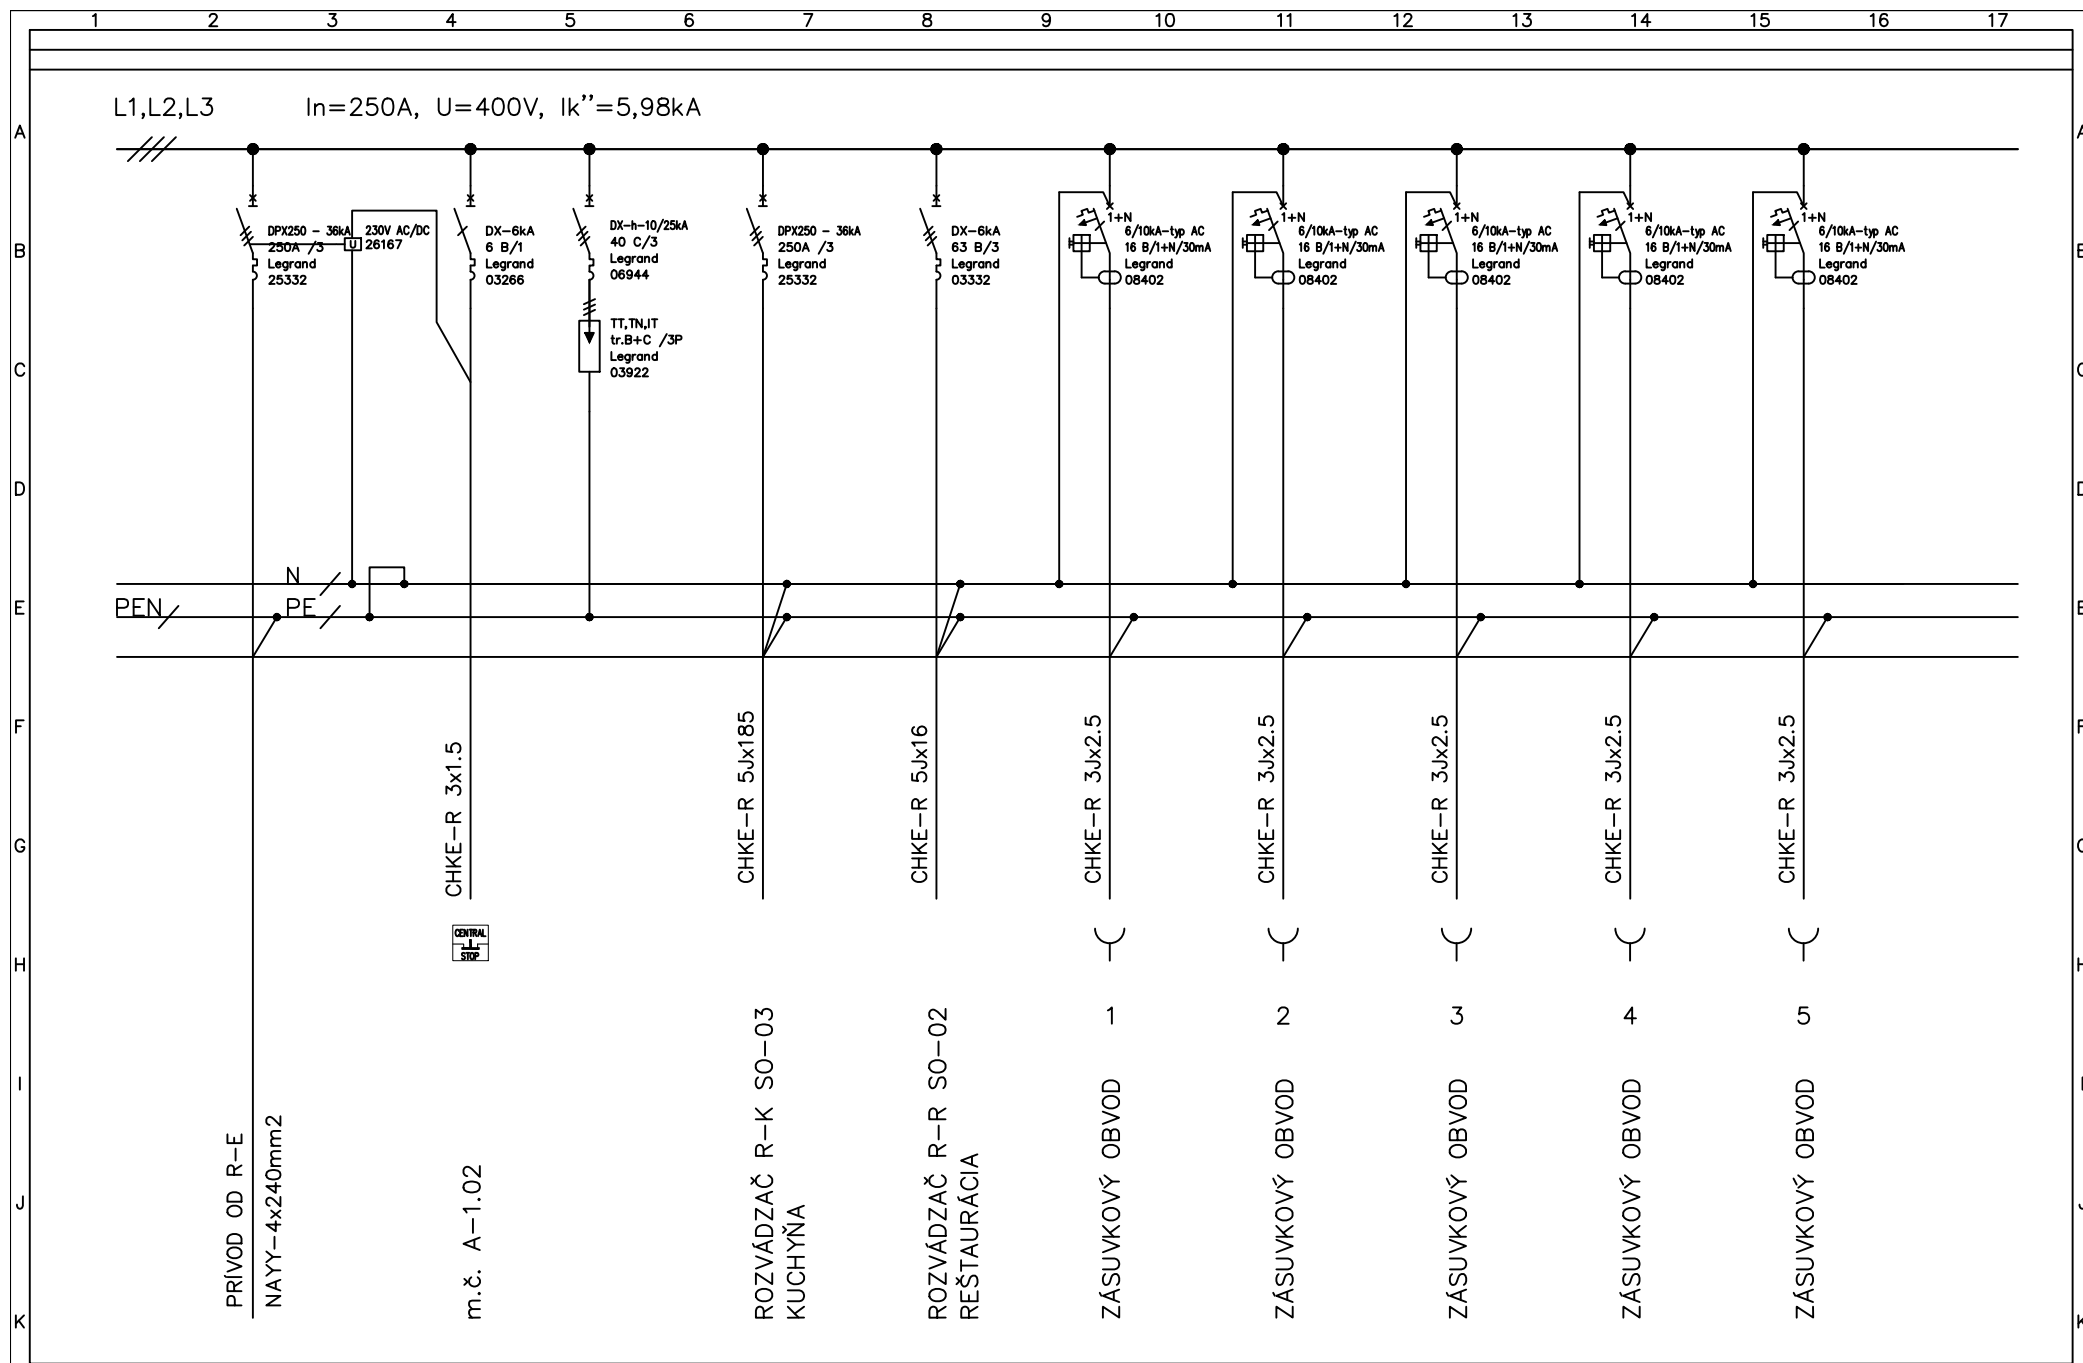 1 2 3 4 5 6 7 8 9 10 11 12 13 14 15 16 17
L1,L2,L3
In=250A, U=400V, Ik’’=5,98kA
A
A
B
B
C
C
D
D
E
E
F
F
G
G
H
H
I
I
J
J
K
K
DPX250 - 36kA
250A /3
Legrand
25332
U
230V AC/DC
26167
DX-6kA
6 B/1
Legrand
03266
DX-h-10/25kA
40 C/3
Legrand
06944
TT,TN,IT
tr.B+C /3P
Legrand
03922
DPX250 - 36kA
250A /3
Legrand
25332
DX-6kA
63 B/3
Legrand
03332
1+N
6/10kA-typ AC
16 B/1+N/30mA
Legrand
08402
1+N
6/10kA-typ AC
16 B/1+N/30mA
Legrand
08402
1+N
6/10kA-typ AC
16 B/1+N/30mA
Legrand
08402
1+N
6/10kA-typ AC
16 B/1+N/30mA
Legrand
08402
1+N
6/10kA-typ AC
16 B/1+N/30mA
Legrand
08402
N
PEN
PE
CHKE-R 3x1.5
CHKE-R 5Jx185
CHKE-R 5Jx16
CHKE-R 3Jx2.5
CHKE-R 3Jx2.5
CHKE-R 3Jx2.5
CHKE-R 3Jx2.5
CHKE-R 3Jx2.5
CENTRAL
STOP
1
2
3
4
5
PRÍVOD OD R-E
NAYY-4x240mm2
m.č. A-1.02
ROZVÁDZAČ R-K SO-03
KUCHYŇA
ROZVÁDZAČ R-R SO-02
REŠTAURÁCIA
ZÁSUVKOVÝ OBVOD
ZÁSUVKOVÝ OBVOD
ZÁSUVKOVÝ OBVOD
ZÁSUVKOVÝ OBVOD
ZÁSUVKOVÝ OBVOD